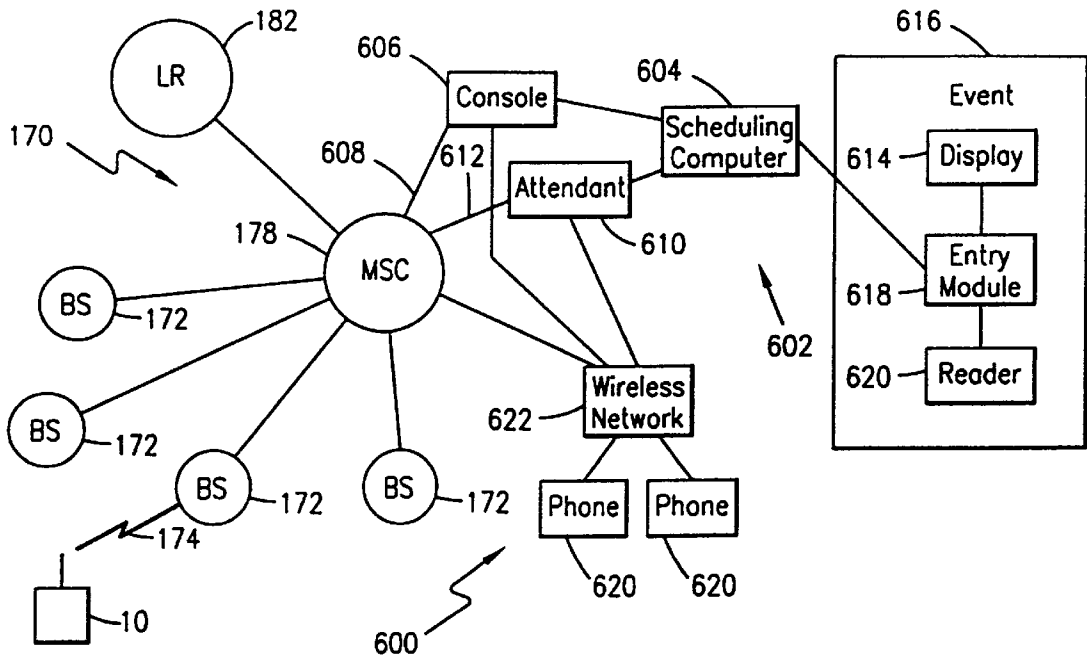 182
LR
170
606
Console
604
Scheduling
Computer
616
Event
614
Display
608
612
Attendant
610
178
MSC
618
Entry
Module
602
620
Reader
BS
172
BS
172
BS
172
BS
172
622
Wireless
Network
174
Phone
Phone
620
620
10
600